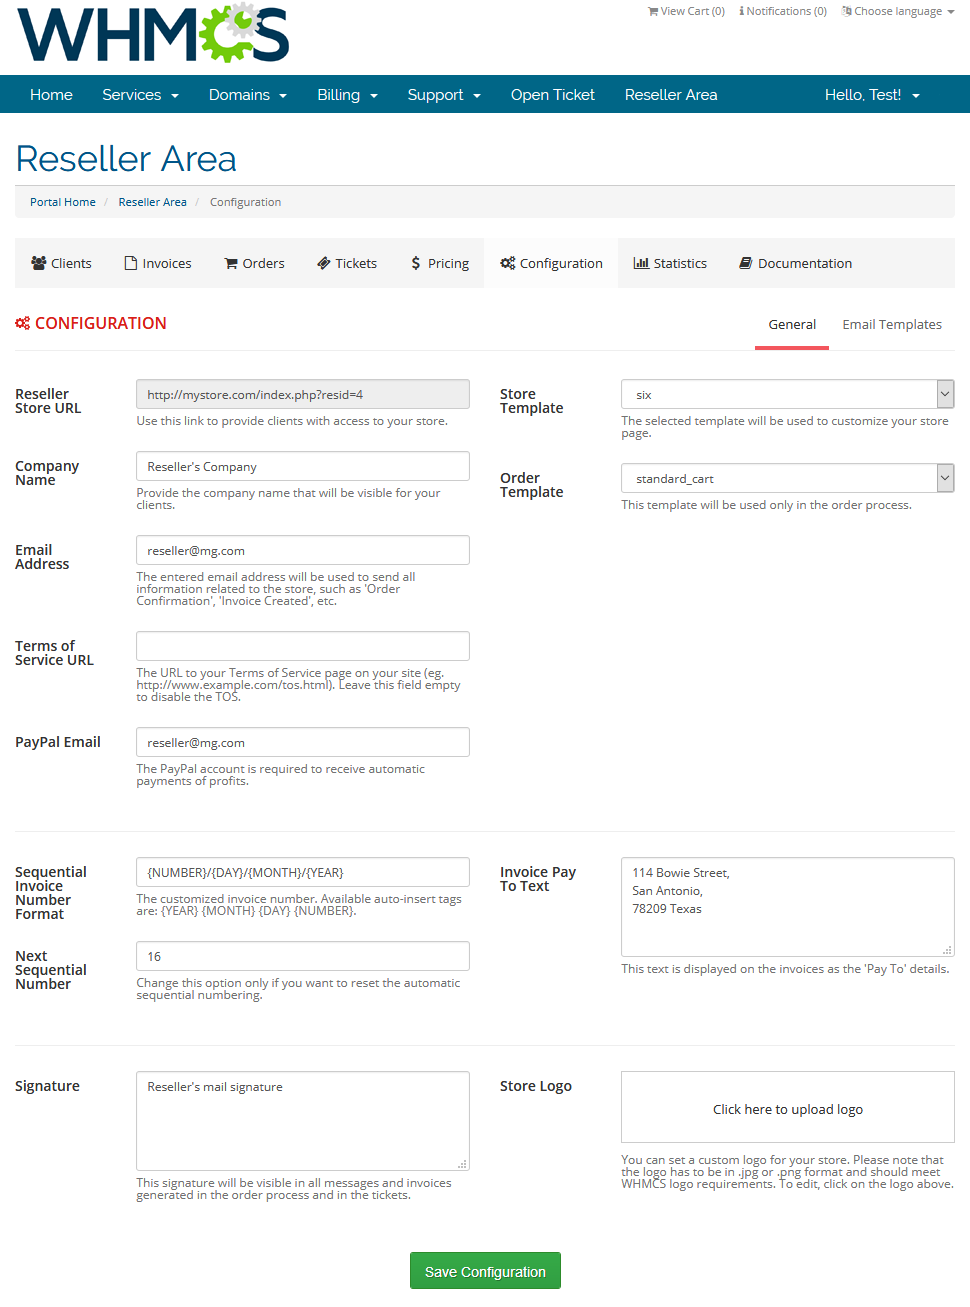 WHMCS
View Cart (0) Notifications (0) Choose language
Home Services Domains Billing Support Open Ticket Reseller Area Hello, Test!
Reseller Area
Portal Home / Reseller Area / Configuration
Clients Invoices Orders Tickets $ Pricing Configuration Statistics Documentation
CONFIGURATION
General Email Templates
Reseller
Store URL
http://mystore.com/index.php?resid=4
Use this link to provide clients with access to your store.
Store
Template
six
The selected template will be used to customize your store
page.
Company
Name
Reseller's Company
Provide the company name that will be visible for your
clients.
Order
Template
standard_cart
This template will be used only in the order process.
Email
Address
reseller@mg.com
The entered email address will be used to send all
information related to the store, such as 'Order
Confirmation', 'Invoice Created', etc.
Terms of
Service URL
The URL to your Terms of Service page on your site (eg.
http://www.example.com/tos.html). Leave this field empty
to disable the TOS.
PayPal Email
reseller@mg.com
The PayPal account is required to receive automatic
payments of profits.
Sequential
Invoice
Number
Format
{NUMBER}/{DAY}/{MONTH}/{YEAR}
The customized invoice number. Available auto-insert tags
are: {YEAR} {MONTH} {DAY} {NUMBER}.
Invoice Pay
To Text
114 Bowie Street,
San Antonio,
78209 Texas
This text is displayed on the invoices as the 'Pay To' details.
Next
Sequential
Number
16
Change this option only if you want to reset the automatic
sequential numbering.
Signature
Reseller's mail signature
This signature will be visible in all messages and invoices
generated in the order process and in the tickets.
Store Logo
Click here to upload logo
You can set a custom logo for your store. Please note that
the logo has to be in .jpg or .png format and should meet
WHMCS logo requirements. To edit, click on the logo above.
Save Configuration